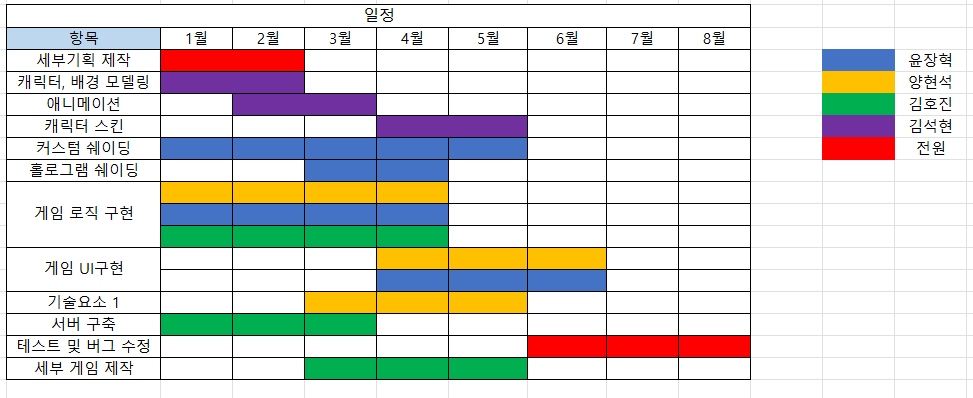 일정
항목 1월 2월 3월 4월 5월 6월 7월 8월
세부기획 제작 윤장혁
캐릭터, 배경 모델링 양현석
애니메이션 김호진
캐릭터 스킨 김석현
커스텀 쉐이딩 전원
홀로그램 쉐이딩
게임 로직 구현
게임 UI구현
기술요소 1
서버 구축
테스트 및 버그 수정
세부 게임 제작